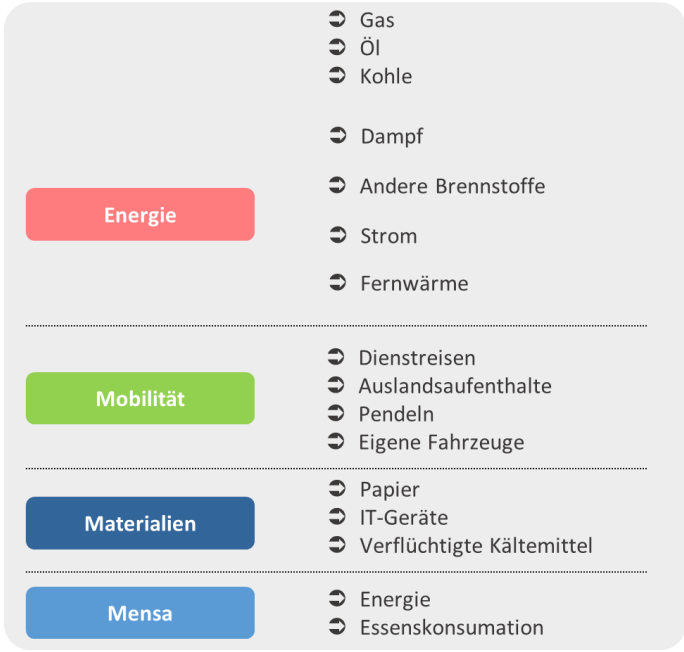 Energie
Gas
Öl
Kohle
Dampf
Andere Brennstoffe
Strom
Fernwärme
Mobilität
Dienstreisen
Auslandsaufenthalte
Pendeln
Eigene Fahrzeuge
Materialien
Papier
IT-Geräte
Verflüchtigte Kältemittel
Mensa
Energie
Essenskonsumation